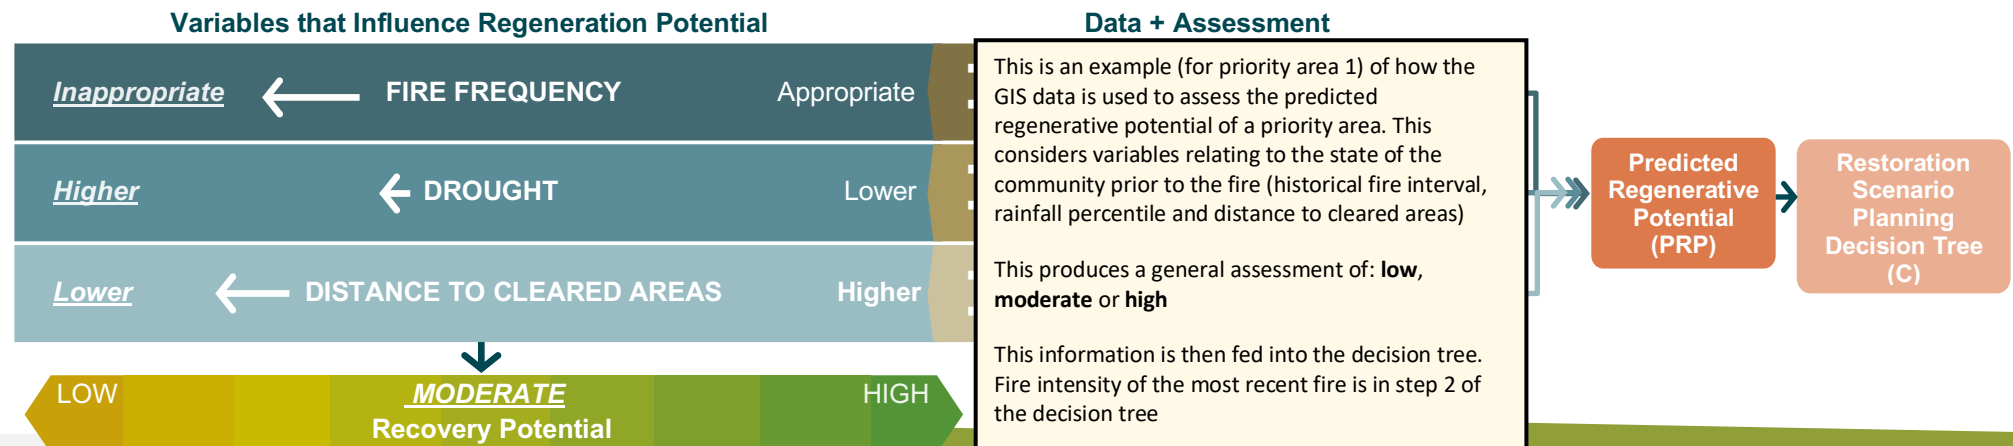 Variables that Influence Regeneration Potential
Data + Assessment
Inappropriate
FIRE FREQUENCY
Appropriate
Higher
DROUGHT
Lower
Lower
DISTANCE TO CLEARED AREAS
Higher
LOW
MODERATE
HIGH
Recovery Potential
This is an example (for priority area 1) of how the
GIS data is used to assess the predicted
regenerative potential of a priority area. This
considers variables relating to the state of the
community prior to the fire (historical fire interval,
rainfall percentile and distance to cleared areas)
This produces a general assessment of: low,
moderate or high
This information is then fed into the decision tree.
Fire intensity of the most recent fire is in step 2 of
the decision tree
Predicted
Regenerative
Potential
(PRP)
Restoration
Scenario
Planning
Decision Tree
(C)